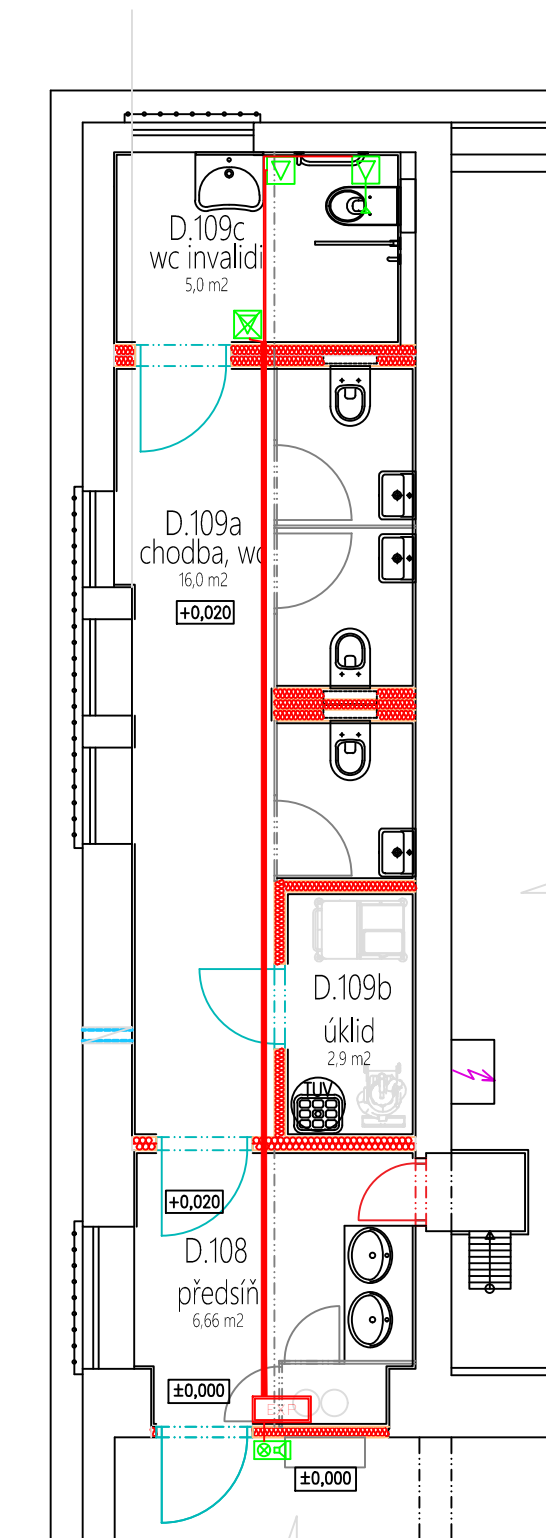 D.109c
wc invalidi
5,0 m2
D.109a
chodba, wc
16,0 m2
+0,020
D.109b
úklid
2,9 m2
TUV
+0,020
D.108
předsíň
6,66 m2
±0,000
±0,000